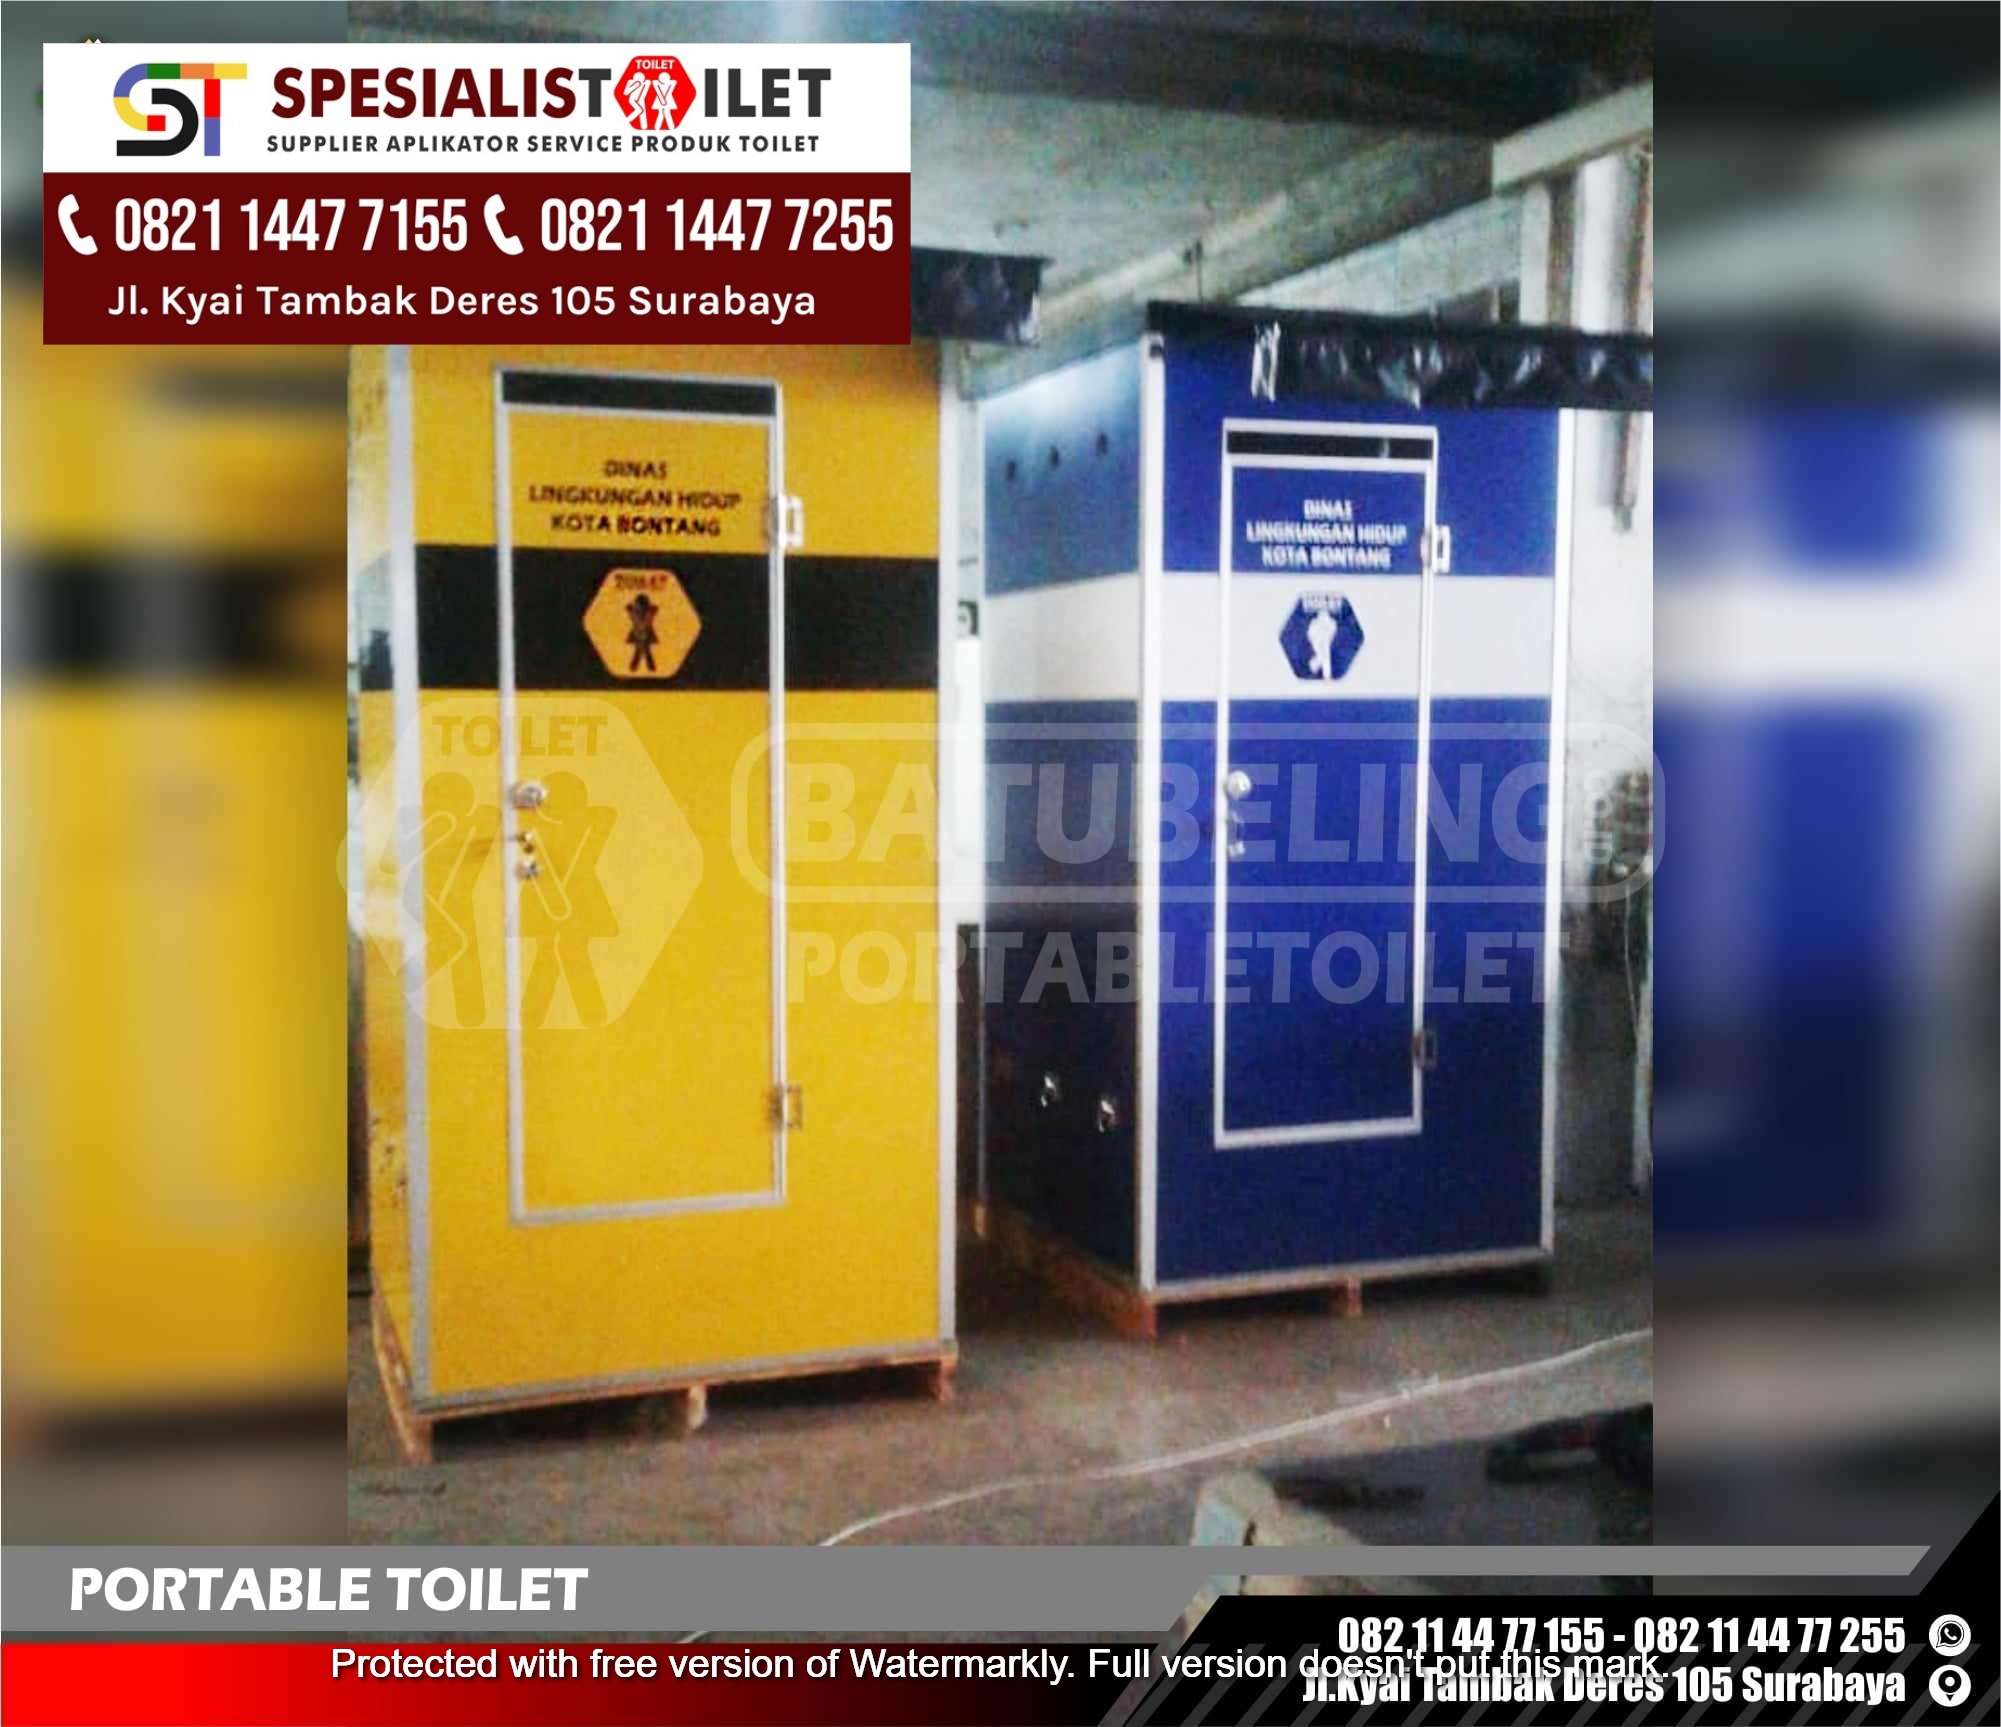 ST SPESIALISTOILET
TOILET
SUPPLIER APLIKATOR SERVICE PRODUK TOILET
0821 1447 7155 0821 1447 7255
Jl. Kyai Tambak Deres 105 Surabaya
DINAS
LINGKUNGAN HIDUP
KOTA BONTANG
TOILET
DINAS
LINGKUNGAN HIDUP
KOTA BONTANG
TOILET
TOILET
BATUBELING.COM
PORTABLETOILET
PORTABLE TOILET
082 11 44 77 155 - 082 11 44 77 255
Protected with free version of Watermarkly. Full version doesn't put this mark.
Jl.Kyai Tambak Deres 105 Surabaya